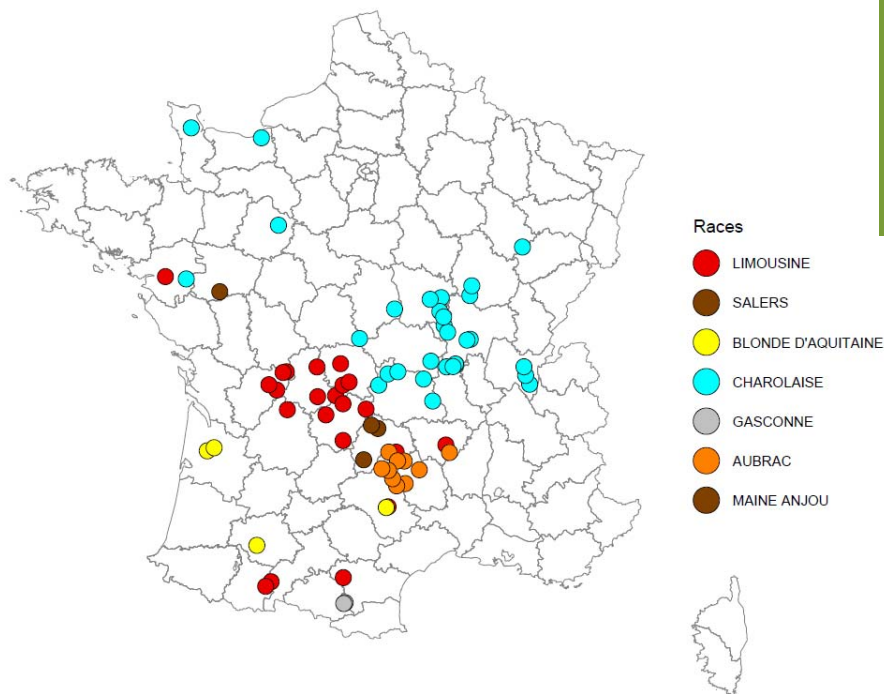 Races
LIMOUSINE
SALERS
BLONDE D'AQUITAINE
CHAROLAISE
GASCONNE
AUBRAC
MAINE ANJOU